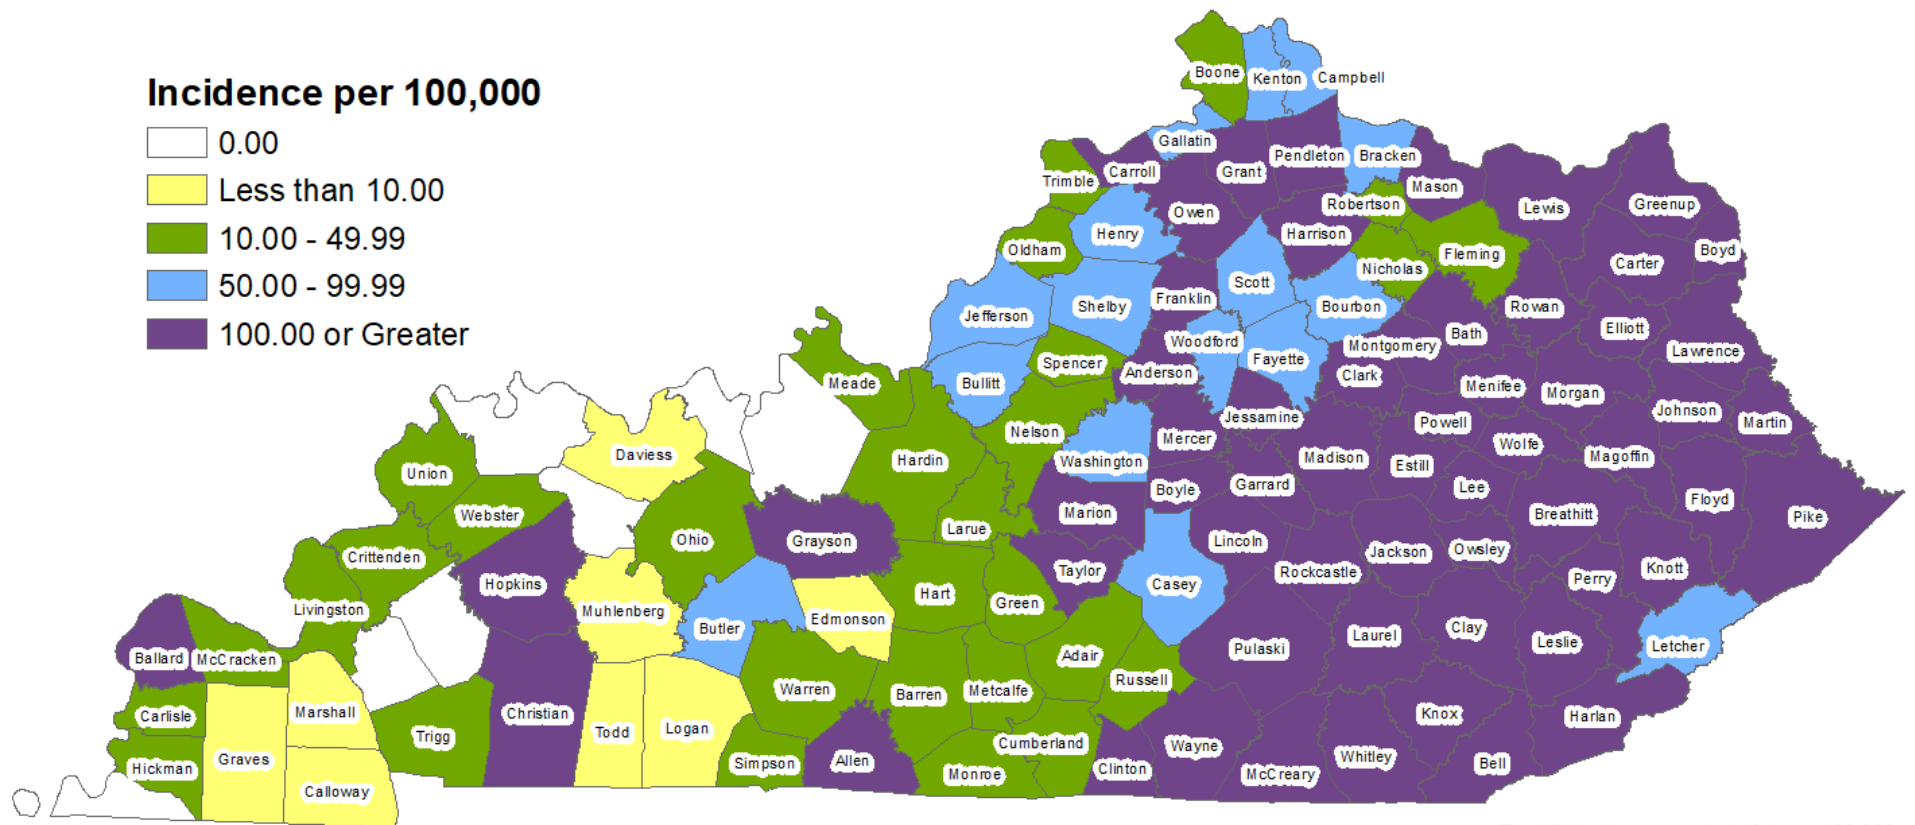 Incidence per 100,000
0.00
Less than 10.00
10.00 - 49.99
50.00 - 99.99
100.00 or Greater
Boone
Kenton
Campbell
Gallatin
Carroll
Grant
Pendleton
Bracken
Mason
Trimble
Robertson
Lewis
Greenup
Owen
Henry
Harrison
Oldham
Nicholas
Fleming
Carter
Boyd
Scott
Franklin
Shelby
Jefferson
Bourbon
Rowan
Elliott
Woodford
Fayette
Montgomery
Bath
Lawrence
Spencer
Anderson
Clark
Bullitt
Meade
Menifee
Morgan
Jessamine
Johnson
Martin
Powell
Nelson
Mercer
Wolfe
Daviess
Hardin
Washington
Madison
Estill
Magoffin
Union
Boyle
Garrard
Lee
Floyd
Webster
Marion
Breathitt
Pike
Larue
Ohio
Grayson
Lincoln
Jackson
Owsley
Crittenden
Hopkins
Taylor
Casey
Rockcastle
Perry
Knott
Livingston
Muhlenberg
Butler
Edmonson
Hart
Green
Laurel
Clay
Leslie
Letcher
Ballard
McCracken
Adair
Pulaski
Russell
Warren
Barren
Metcalfe
Carlisle
Marshall
Christian
Knox
Harlan
Trigg
Todd
Logan
Cumberland
Wayne
Hickman
Graves
Simpson
Allen
Monroe
Clinton
McCreary
Whitley
Bell
Calloway